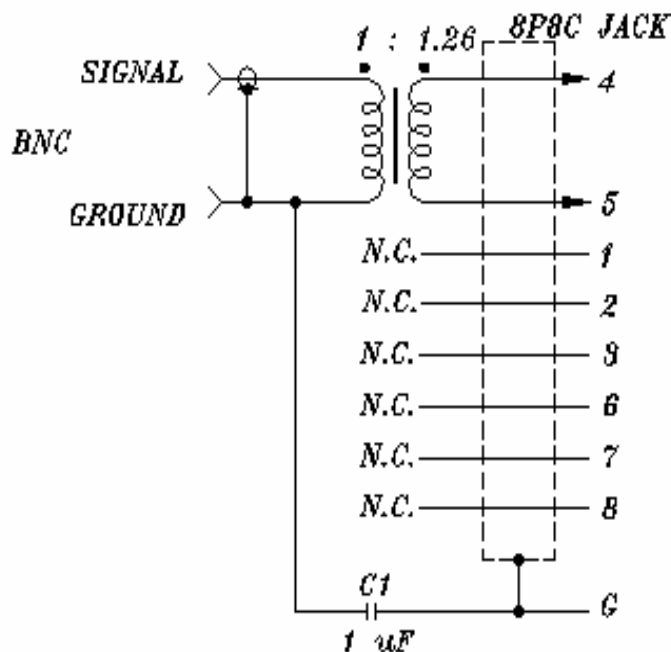 1 : 1.26
8P8C JACK
SIGNAL
4
BNC
GROUND
5
N.C. 1
N.C. 2
N.C. 3
N.C. 6
N.C. 7
N.C. 8
C1
G
1 uF